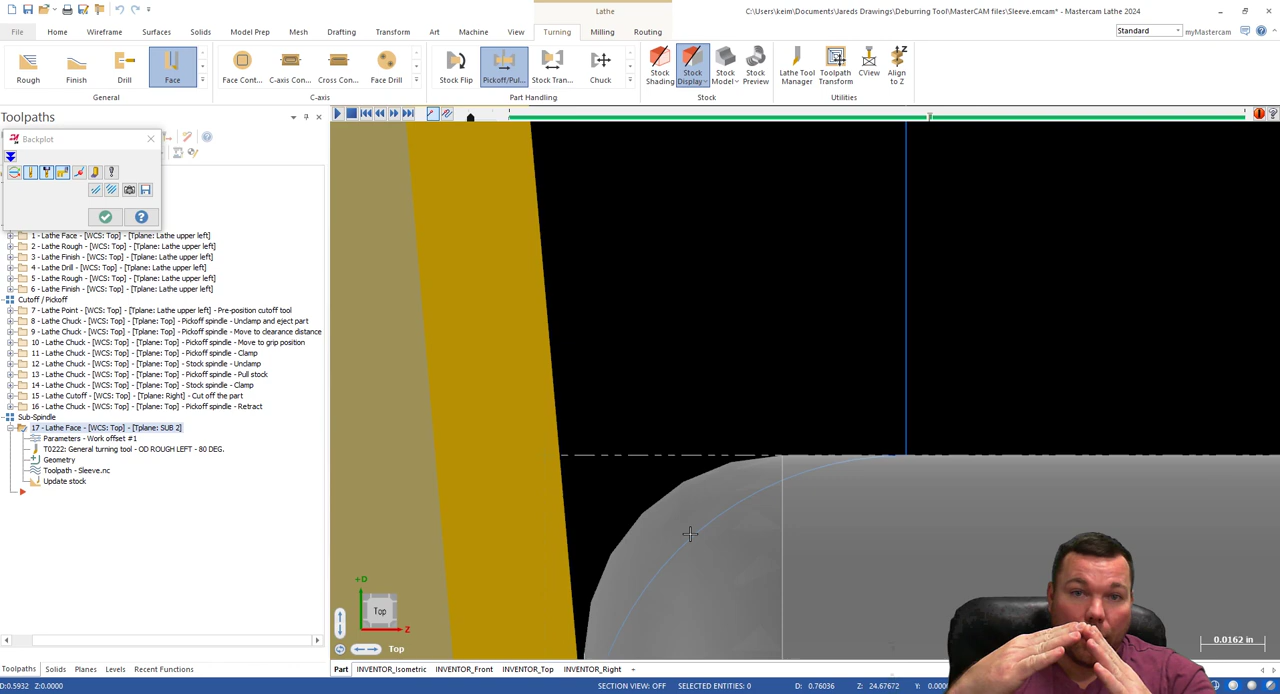 Lathe
C:\Users\keim\Documents\Jareds Drawings\Deburring Tool\MasterCAM files\Sleeve.emcam* - Mastercam Lathe 2024
File Home Wireframe Surfaces Solids Model Prep Mesh Drafting Transform Art Machine View Turning Milling Routing
Standard
myMastercam
Rough Finish Drill Face Face Cont... C-axis Con... Cross Con... Face Drill Stock Flip Pickoff/Pul... Stock Tran... Chuck Stock Shading Stock Display Stock Model Stock Preview Lathe Tool Manager Toolpath Transform CView Align to Z
General C-axis Part Handling Stock Utilities
Toolpaths
Backplot
1 - Lathe Face - [WCS: Top] - [Tplane: Lathe upper left]
2 - Lathe Rough - [WCS: Top] - [Tplane: Lathe upper left]
3 - Lathe Finish - [WCS: Top] - [Tplane: Lathe upper left]
4 - Lathe Drill - [WCS: Top] - [Tplane: Lathe upper left]
5 - Lathe Rough - [WCS: Top] - [Tplane: Lathe upper left]
6 - Lathe Finish - [WCS: Top] - [Tplane: Lathe upper left]
Cutoff / Pickoff
7 - Lathe Point - [WCS: Top] - [Tplane: Lathe upper left] - Pre-position cutoff tool
8 - Lathe Chuck - [WCS: Top] - [Tplane: Top] - Pickoff spindle - Unclamp and eject part
9 - Lathe Chuck - [WCS: Top] - [Tplane: Top] - Pickoff spindle - Move to clearance distance
10 - Lathe Chuck - [WCS: Top] - [Tplane: Top] - Pickoff spindle - Move to grip position
11 - Lathe Chuck - [WCS: Top] - [Tplane: Top] - Pickoff spindle - Clamp
12 - Lathe Chuck - [WCS: Top] - [Tplane: Top] - Stock spindle - Unclamp
13 - Lathe Chuck - [WCS: Top] - [Tplane: Top] - Pickoff spindle - Pull stock
14 - Lathe Chuck - [WCS: Top] - [Tplane: Top] - Stock spindle - Clamp
15 - Lathe Cutoff - [WCS: Top] - [Tplane: Right] - Cut off the part
16 - Lathe Chuck - [WCS: Top] - [Tplane: Top] - Pickoff spindle - Retract
Sub-Spindle
17 - Lathe Face - [WCS: Top] - [Tplane: SUB 2]
Parameters - Work offset #1
T0222: General turning tool - OD ROUGH LEFT - 80 DEG.
Geometry
Toolpath - Sleeve.nc
Update stock
+D
Top
Z
Top
0.0162 in
Toolpaths Solids Planes Levels Recent Functions
Part INVENTOR_Isometric INVENTOR_Front INVENTOR_Top INVENTOR_Right +
D:0.5932 Z:0.0000 SECTION VIEW: OFF SELECTED ENTITIES: 0 D: 0.76036 Z: 24.67672 Y: 0.000